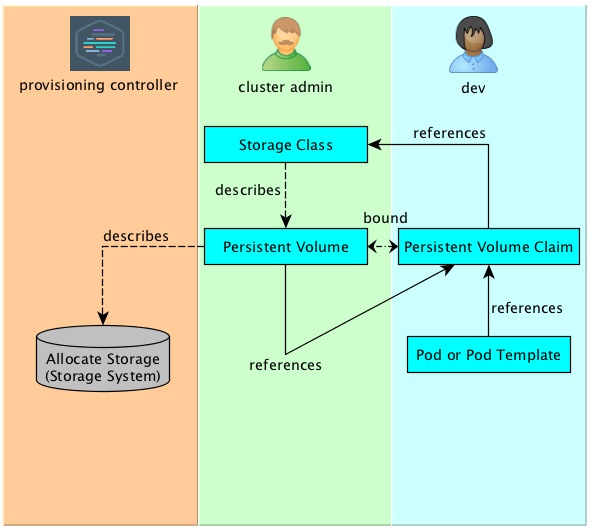 provisioning controller
cluster admin
dev
references
Storage Class
describes
bound
describes
Persistent Volume
Persistent Volume Claim
references
Allocate Storage
(Storage System)
references
Pod or Pod Template